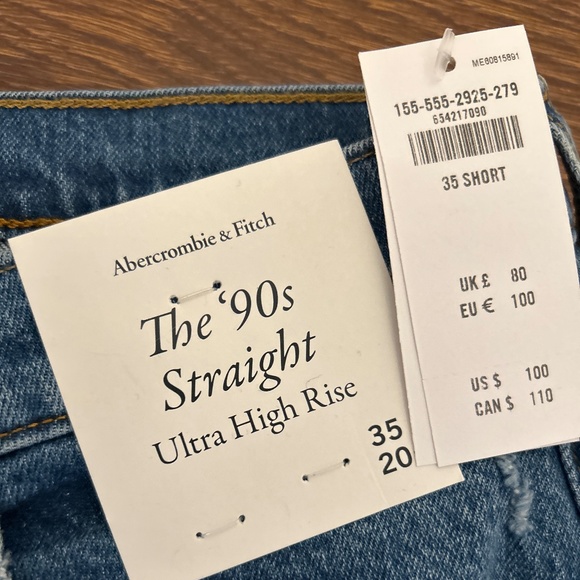 Abercrombie & Fitch
The ‘90s
Straight
Ultra High Rise
35
20
ME60815891
155-555-2925-279
654217090
35 SHORT
UK £ 80
EU € 100
US $ 100
CAN $ 110